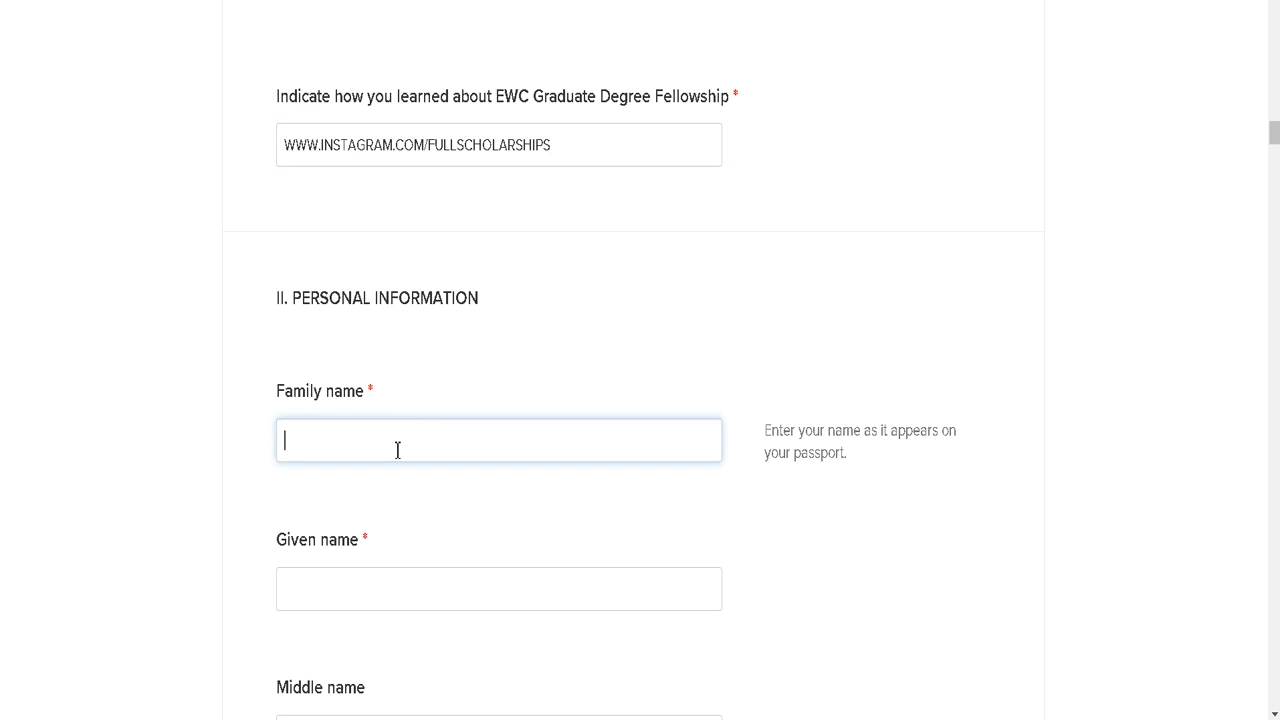 Indicate how you learned about EWC Graduate Degree Fellowship *
WWW.INSTAGRAM.COM/FULLSCHOLARSHIPS
II. PERSONAL INFORMATION
Family name *
Enter your name as it appears on
your passport.
Given name *
Middle name